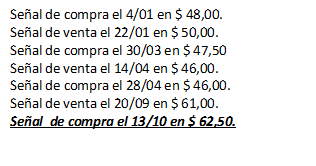 Señal de compra el 4/01 en $ 48,00.
Señal de venta el 22/01 en $ 50,00.
Señal de compra el 30/03 en $ 47,50
Señal de venta el 14/04 en $ 46,00.
Señal de compra el 28/04 en $ 46,00.
Señal de venta el 20/09 en $ 61,00.
Señal de compra el 13/10 en $ 62,50.